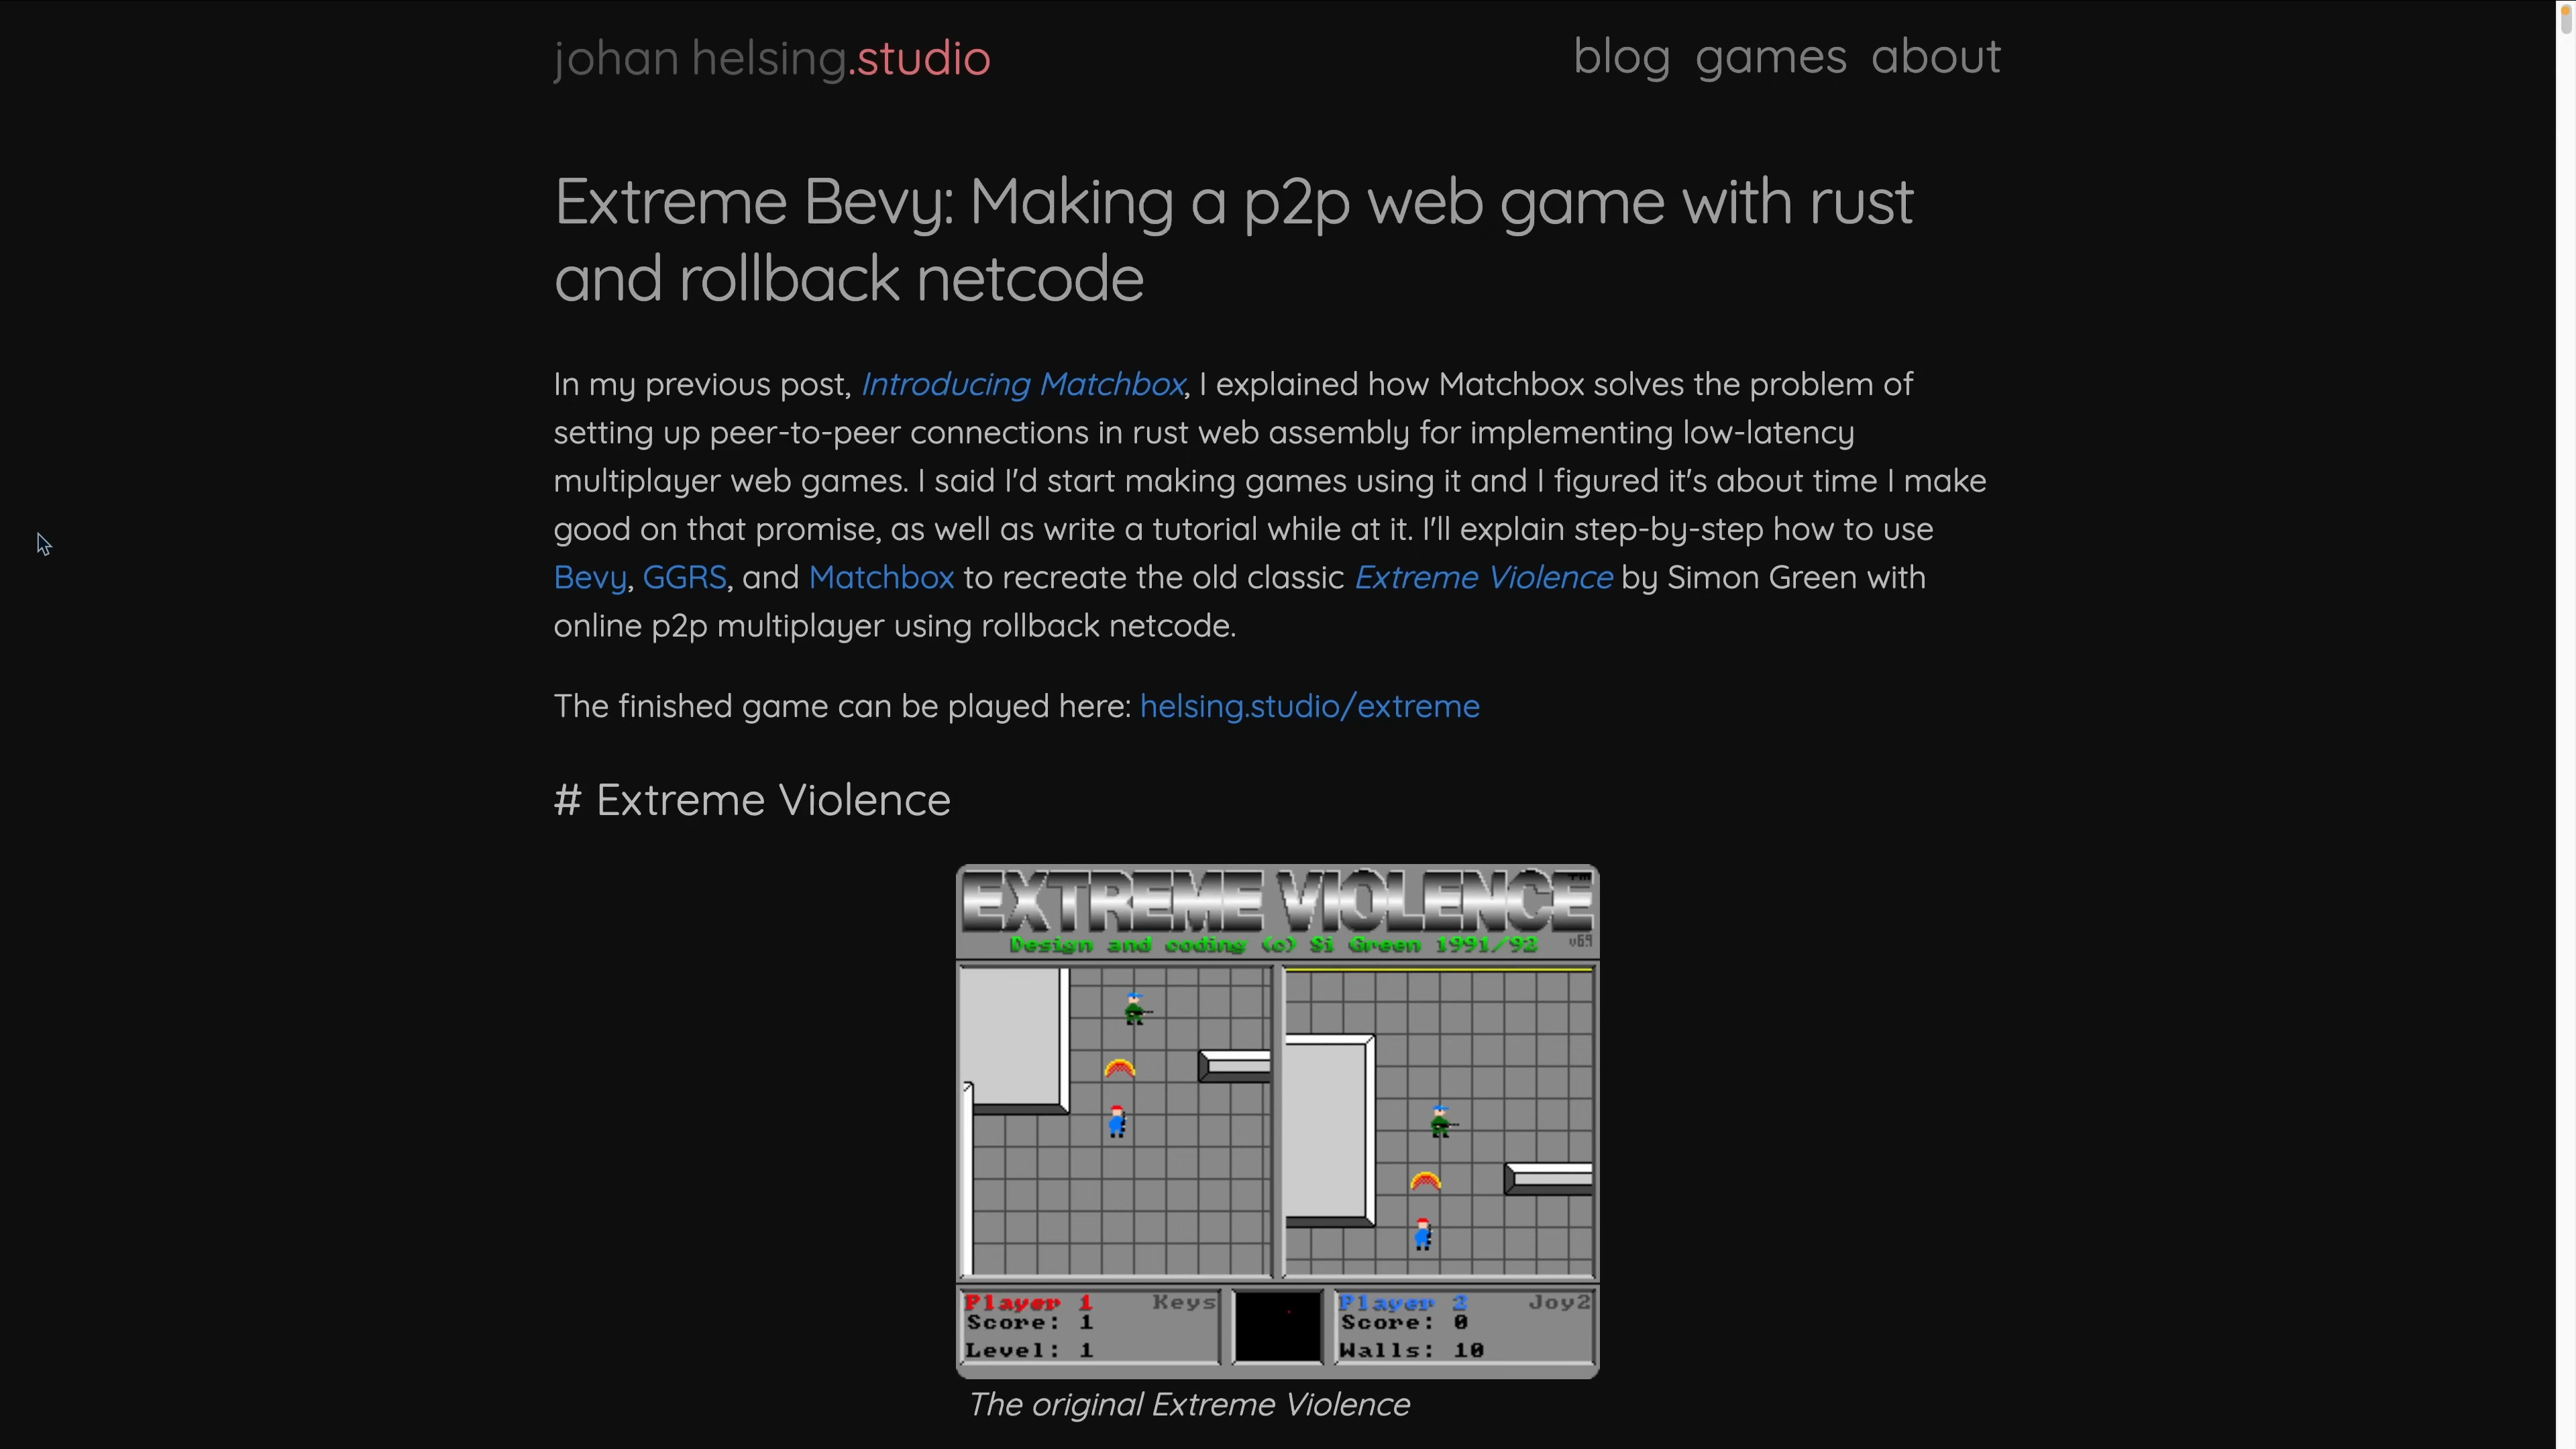 johan helsing.studio
blog games about
Extreme Bevy: Making a p2p web game with rust
and rollback netcode
In my previous post, Introducing Matchbox, I explained how Matchbox solves the problem of
setting up peer-to-peer connections in rust web assembly for implementing low-latency
multiplayer web games. I said I'd start making games using it and I figured it's about time I make
good on that promise, as well as write a tutorial while at it. I'll explain step-by-step how to use
Bevy, GGRS, and Matchbox to recreate the old classic Extreme Violence by Simon Green with
online p2p multiplayer using rollback netcode.
The finished game can be played here: helsing.studio/extreme
# Extreme Violence
EXTREME VIOLENCE™
Design and coding (c) Si Green 1991/92 v69
Player 1 Keys
Score: 1
Level: 1
Player 2 Joy2
Score: 0
Walls: 10
The original Extreme Violence